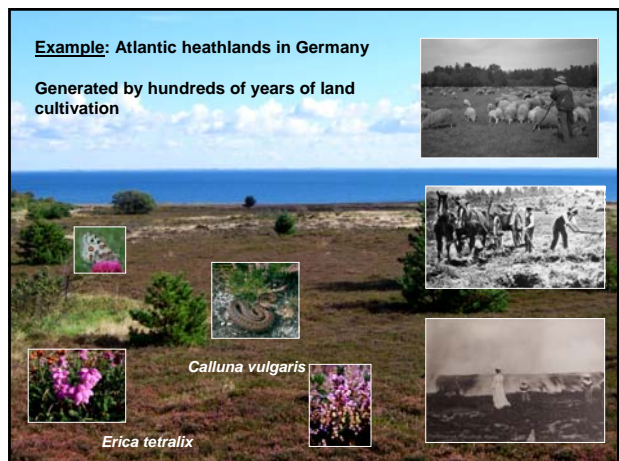 Example: Atlantic heathlands in Germany
Generated by hundreds of years of land
cultivation
Calluna vulgaris
Erica tetralix